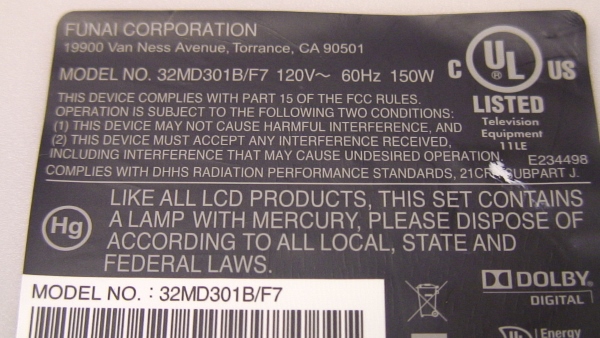 FUNAI CORPORATION
19900 Van Ness Avenue, Torrance, CA 90501
MODEL NO. 32MD301B/F7 120V~ 60Hz 150W
C UL US
®
LISTED
Television
Equipment
11LE
E234498
THIS DEVICE COMPLIES WITH PART 15 OF THE FCC RULES.
OPERATION IS SUBJECT TO THE FOLLOWING TWO CONDITIONS:
(1) THIS DEVICE MAY NOT CAUSE HARMFUL INTERFERENCE, AND
(2) THIS DEVICE MUST ACCEPT ANY INTERFERENCE RECEIVED,
INCLUDING INTERFERENCE THAT MAY CAUSE UNDESIRED OPERATION.
COMPLIES WITH DHHS RADIATION PERFORMANCE STANDARDS, SUBPART J.
Hg
LIKE ALL LCD PRODUCTS, THIS SET CONTAINS
A LAMP WITH MERCURY, PLEASE DISPOSE OF
ACCORDING TO ALL LOCAL, STATE AND
FEDERAL LAWS.
MODEL NO. : 32MD301B/F7
DOLBY
DIGITAL
Energy